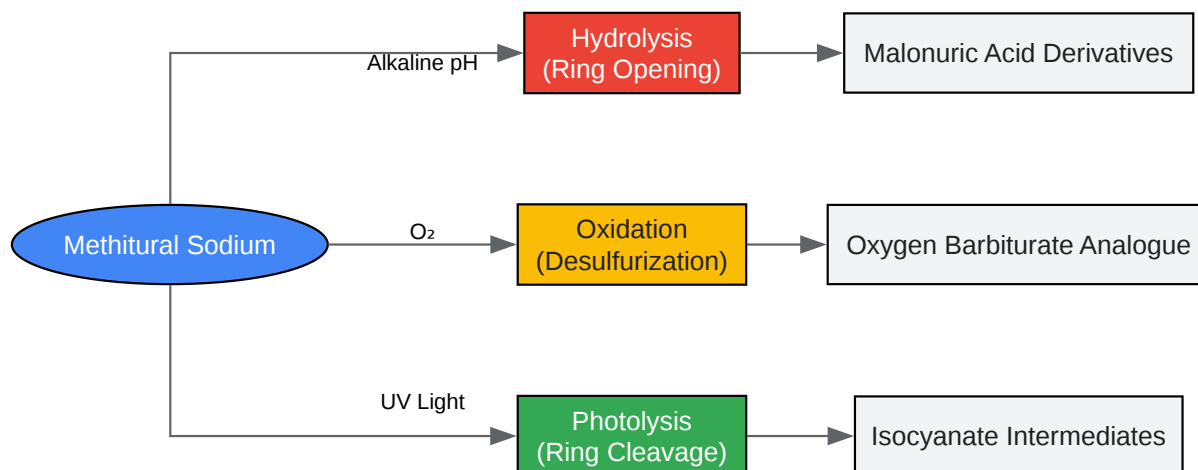 Alkaline pH
Hydrolysis
(Ring Opening)
Malonuric Acid Derivatives
Methitural Sodium
O₂
Oxidation
(Desulfurization)
Oxygen Barbiturate Analogue
UV Light
Photolysis
(Ring Cleavage)
Isocyanate Intermediates